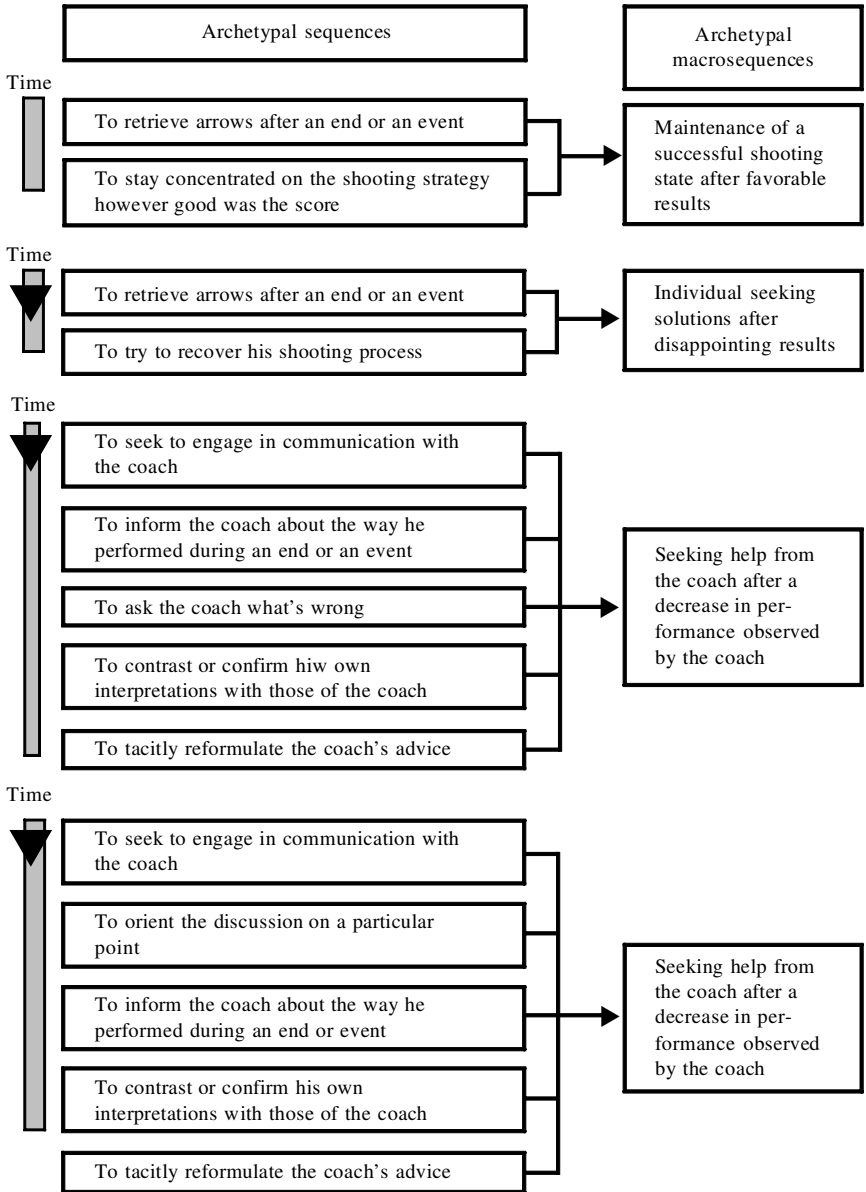 Archetypal sequences
Archetypal
macrosequences
Time
To retrieve arrows after an end or an event
To stay concentrated on the shooting strategy
however good was the score
Maintenance of a
successful shooting
state after favorable
results
Time
To retrieve arrows after an end or an event
To try to recover his shooting process
Individual seeking
solutions after
disappointing results
Time
To seek to engage in communication with
the coach
To inform the coach about the way he
performed during an end or an event
To ask the coach what's wrong
To contrast or confirm hiw own
interpretations with those of the coach
To tacitly reformulate the coach's advice
Seeking help from
the coach after a
decrease in per-
formance observed
by the coach
Time
To seek to engage in communication with
the coach
To orient the discussion on a particular
point
To inform the coach about the way he
performed during an end or event
To contrast or confirm his own
interpretations with those of the coach
To tacitly reformulate the coach's advice
Seeking help from
the coach after a
decrease in per-
formance observed
by the coach